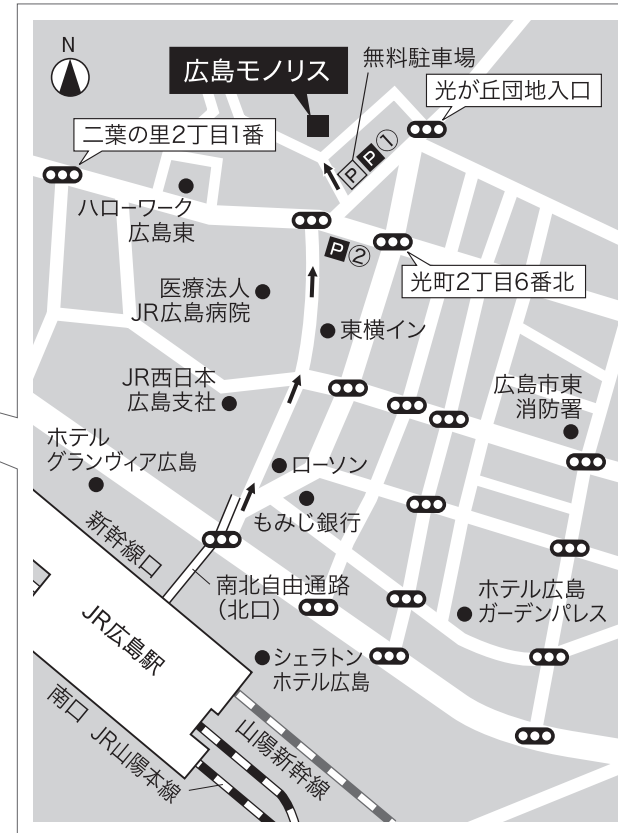 N
広島モノリス
無料駐車場
光が丘団地入口
二葉の里2丁目1番
P P①
ハローワーク
広島東
P②
光町2丁目6番北
医療法人
JR広島病院
東横イン
JR西日本
広島支社
広島市東
消防署
ホテル
グランヴィア広島
ローソン
もみじ銀行
新幹線口
南北自由通路
（北口）
ホテル広島
ガーデンパレス
JR広島駅
シェラトン
ホテル広島
南口
JR山陽本線
山陽新幹線